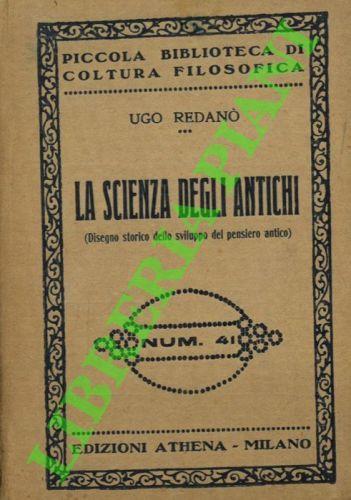 PICCOLA BIBLIOTECA DI
COLTURA FILOSOFICA
UGO REDANÒ
LA SCIENZA DEGLI ANTICHI
(Disegno storico dello sviluppo del pensiero antico)
NUM. 41
EDIZIONI ATHENA - MILANO
LIBRERIA PIANI